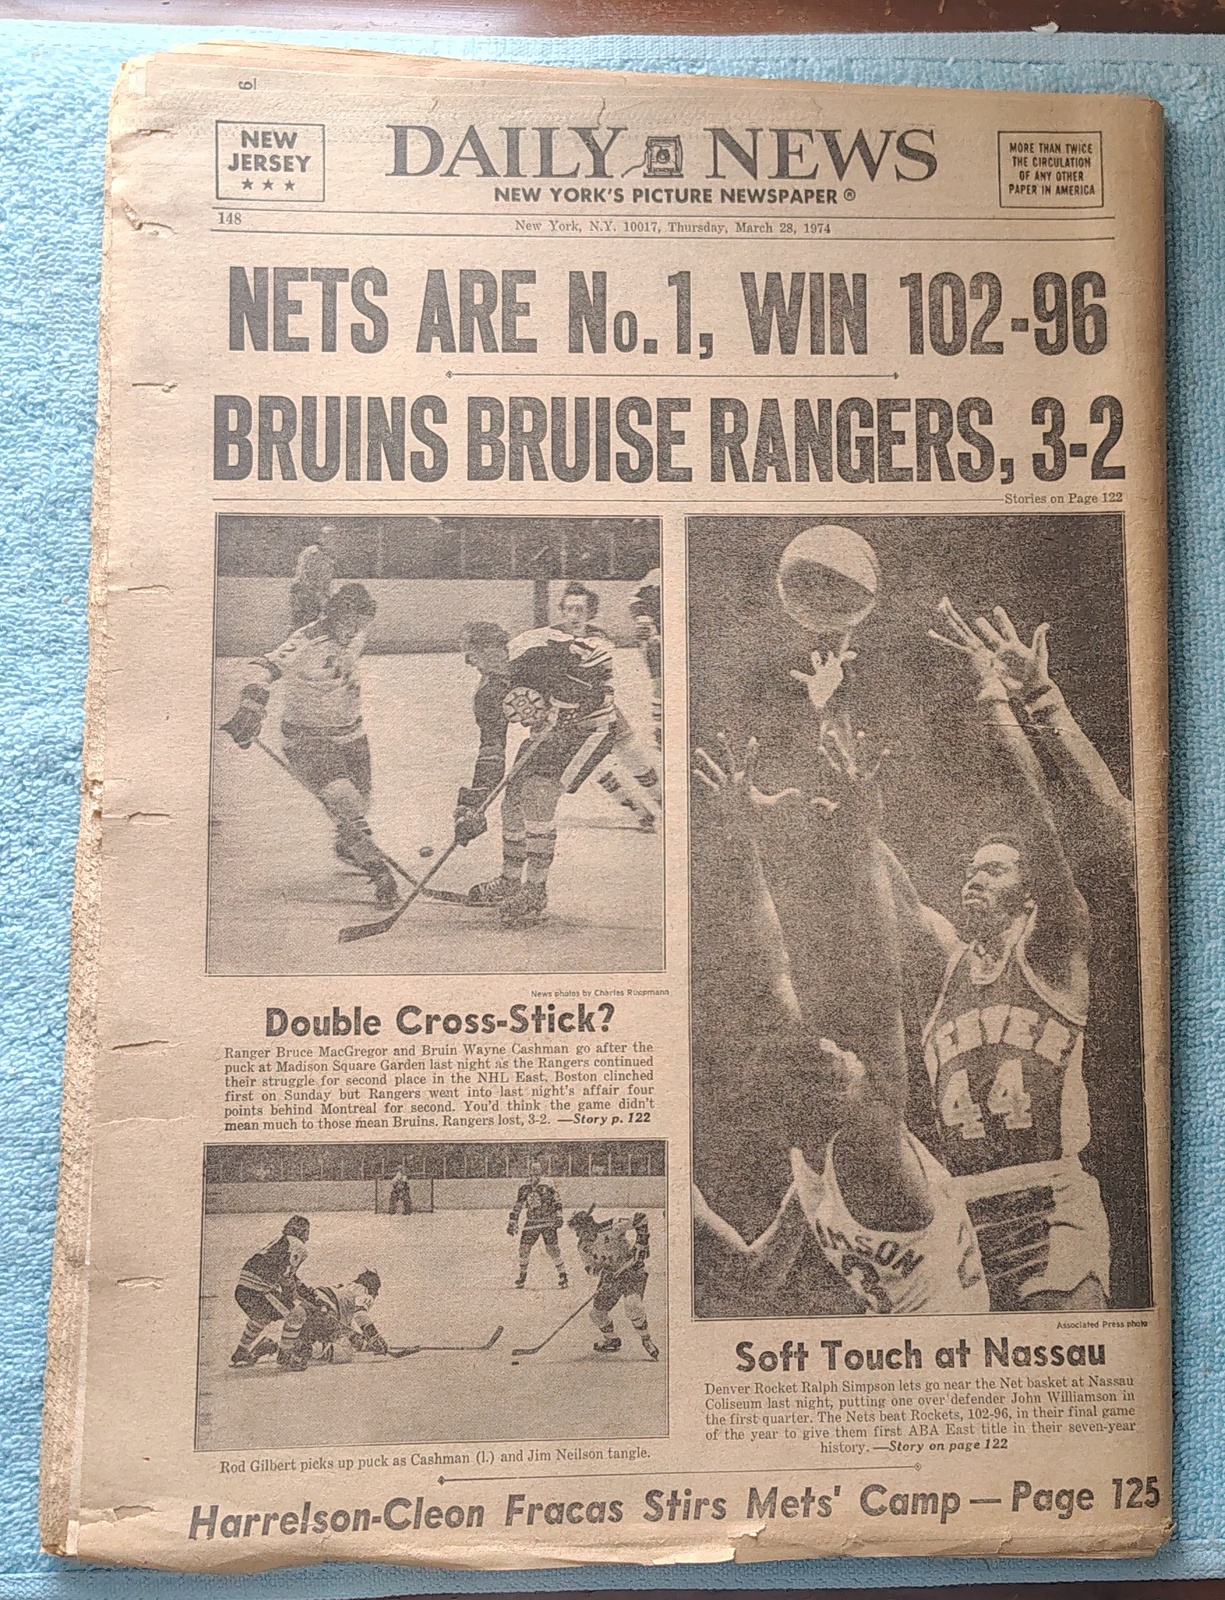 6
NEW
JERSEY
★ ★ ★
DAILY NEWS
NEW YORK'S PICTURE NEWSPAPER ®
MORE THAN TWICE
THE CIRCULATION
OF ANY OTHER
PAPER IN AMERICA
148
New York, N.Y. 10017, Thursday, March 28, 1974
NETS ARE No.1, WIN 102-96
BRUINS BRUISE RANGERS, 3-2
Stories on Page 122
News photos by Charles Ruppmann
Double Cross-Stick?
Ranger Bruce MacGregor and Bruin Wayne Cashman go after the
puck at Madison Square Garden last night as the Rangers continued
their struggle for second place in the NHL East. Boston clinched
first on Sunday but Rangers went into last night's affair four
points behind Montreal for second. You'd think the game didn't
mean much to those mean Bruins. Rangers lost, 3-2. —Story p. 122
Rod Gilbert picks up puck as Cashman (l.) and Jim Neilson tangle.
44
MSON
Associated Press photo
Soft Touch at Nassau
Denver Rocket Ralph Simpson lets go near the Net basket at Nassau
Coliseum last night, putting one over defender John Williamson in
the first quarter. The Nets beat Rockets, 102-96, in their final game
of the year to give them first ABA East title in their seven-year
history. —Story on page 122
Harrelson-Cleon Fracas Stirs Mets' Camp — Page 125